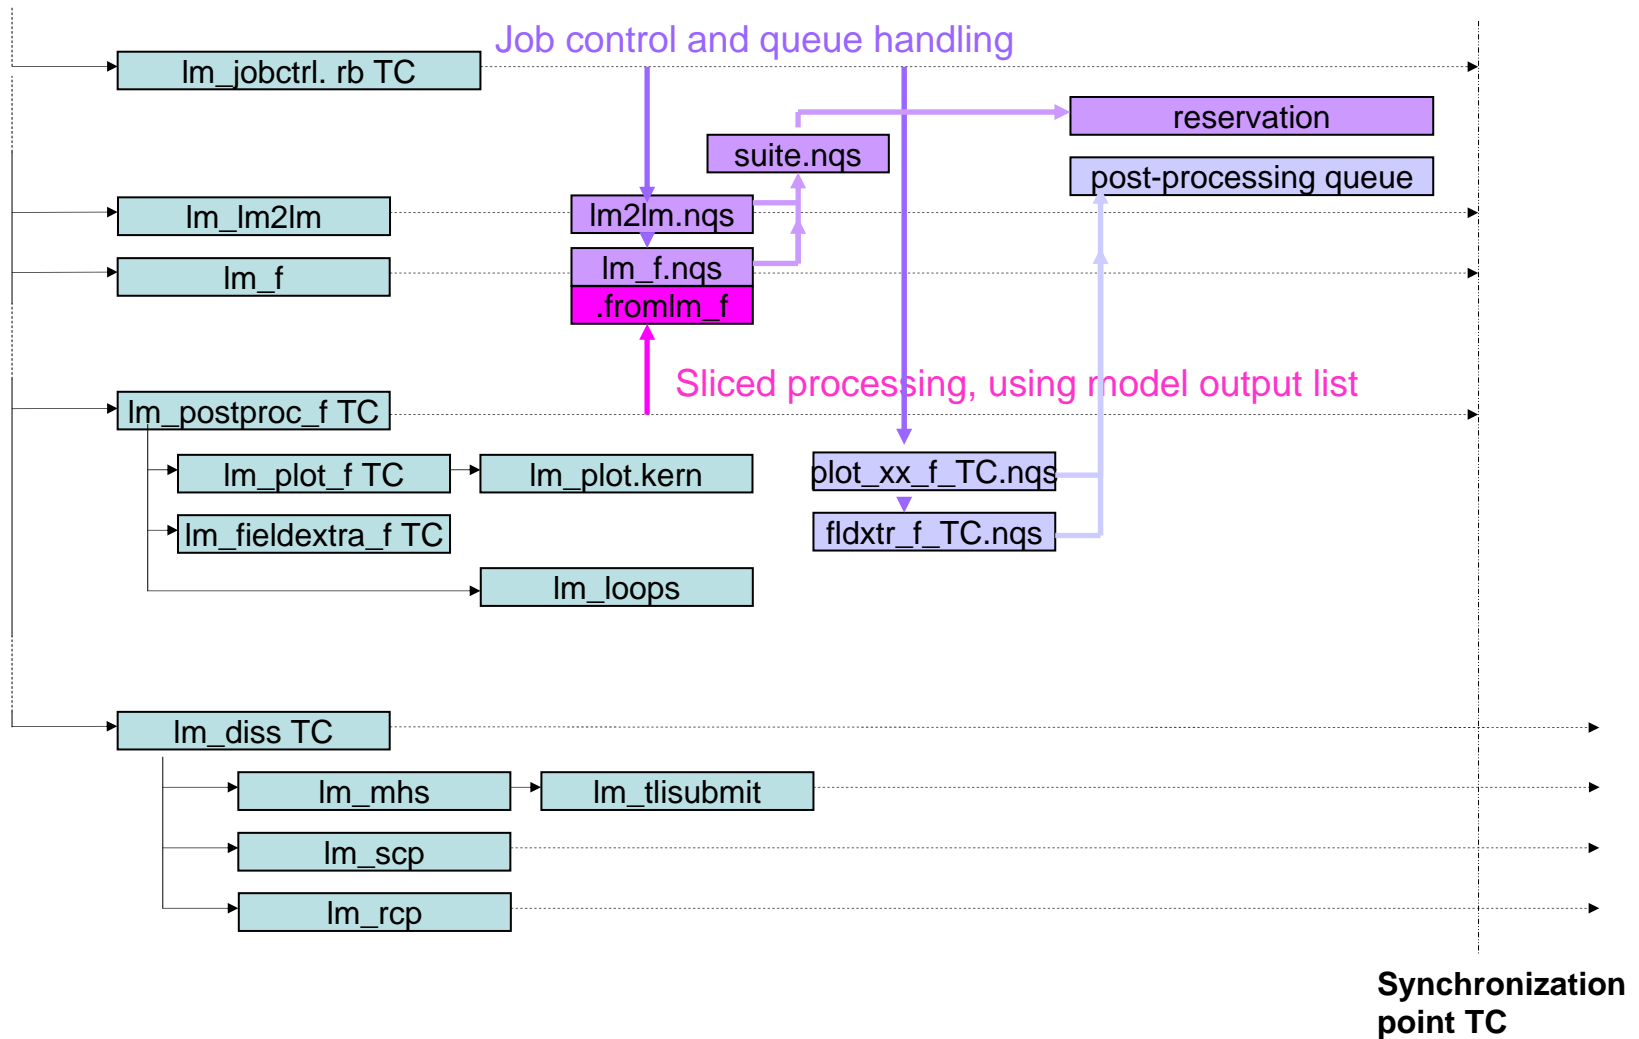 Job control and queue handling
lm_jobctrl. rb TC
reservation
suite.nqs
post-processing queue
lm_lm2lm
lm2lm.nqs
lm_f
lm_f.nqs
.fromlm_f
Sliced processing, using model output list
lm_postproc_f TC
lm_plot_f TC
lm_plot.kern
plot_xx_f_TC.nqs
lm_fieldextra_f TC
fldxtr_f_TC.nqs
lm_loops
lm_diss TC
lm_mhs
lm_tlisubmit
lm_scp
lm_rcp
Synchronization
point TC